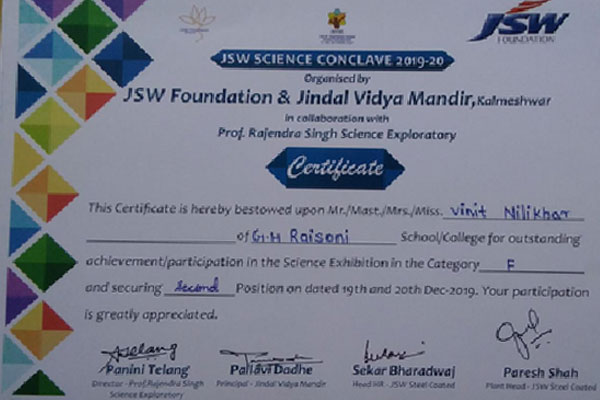 JSW
FOUNDATION
JSW SCIENCE CONCLAVE 2019-20
Organised by
JSW Foundation & Jindal Vidya Mandir, Kalmeshwar
in collaboration with
Prof. Rajendra Singh Science Exploratory
Certificate
This Certificate is hereby bestowed upon Mr./Mast./Mrs./Miss. Vinit Nilikhar
of G.H Raisoni School/College for outstanding
achievement/participation in the Science Exhibition in the Category F
and securing Second Position on dated 19th and 20th Dec-2019. Your participation
is greatly appreciated.
Panini Telang Pallavi Dadhe Sekar Bharadwaj Paresh Shah
Director - Prof.Rajendra Singh Principal - Jindal Vidya Mandir Head HR - JSW Steel Coated Plant Head - JSW Steel Coated
Science Exploratory